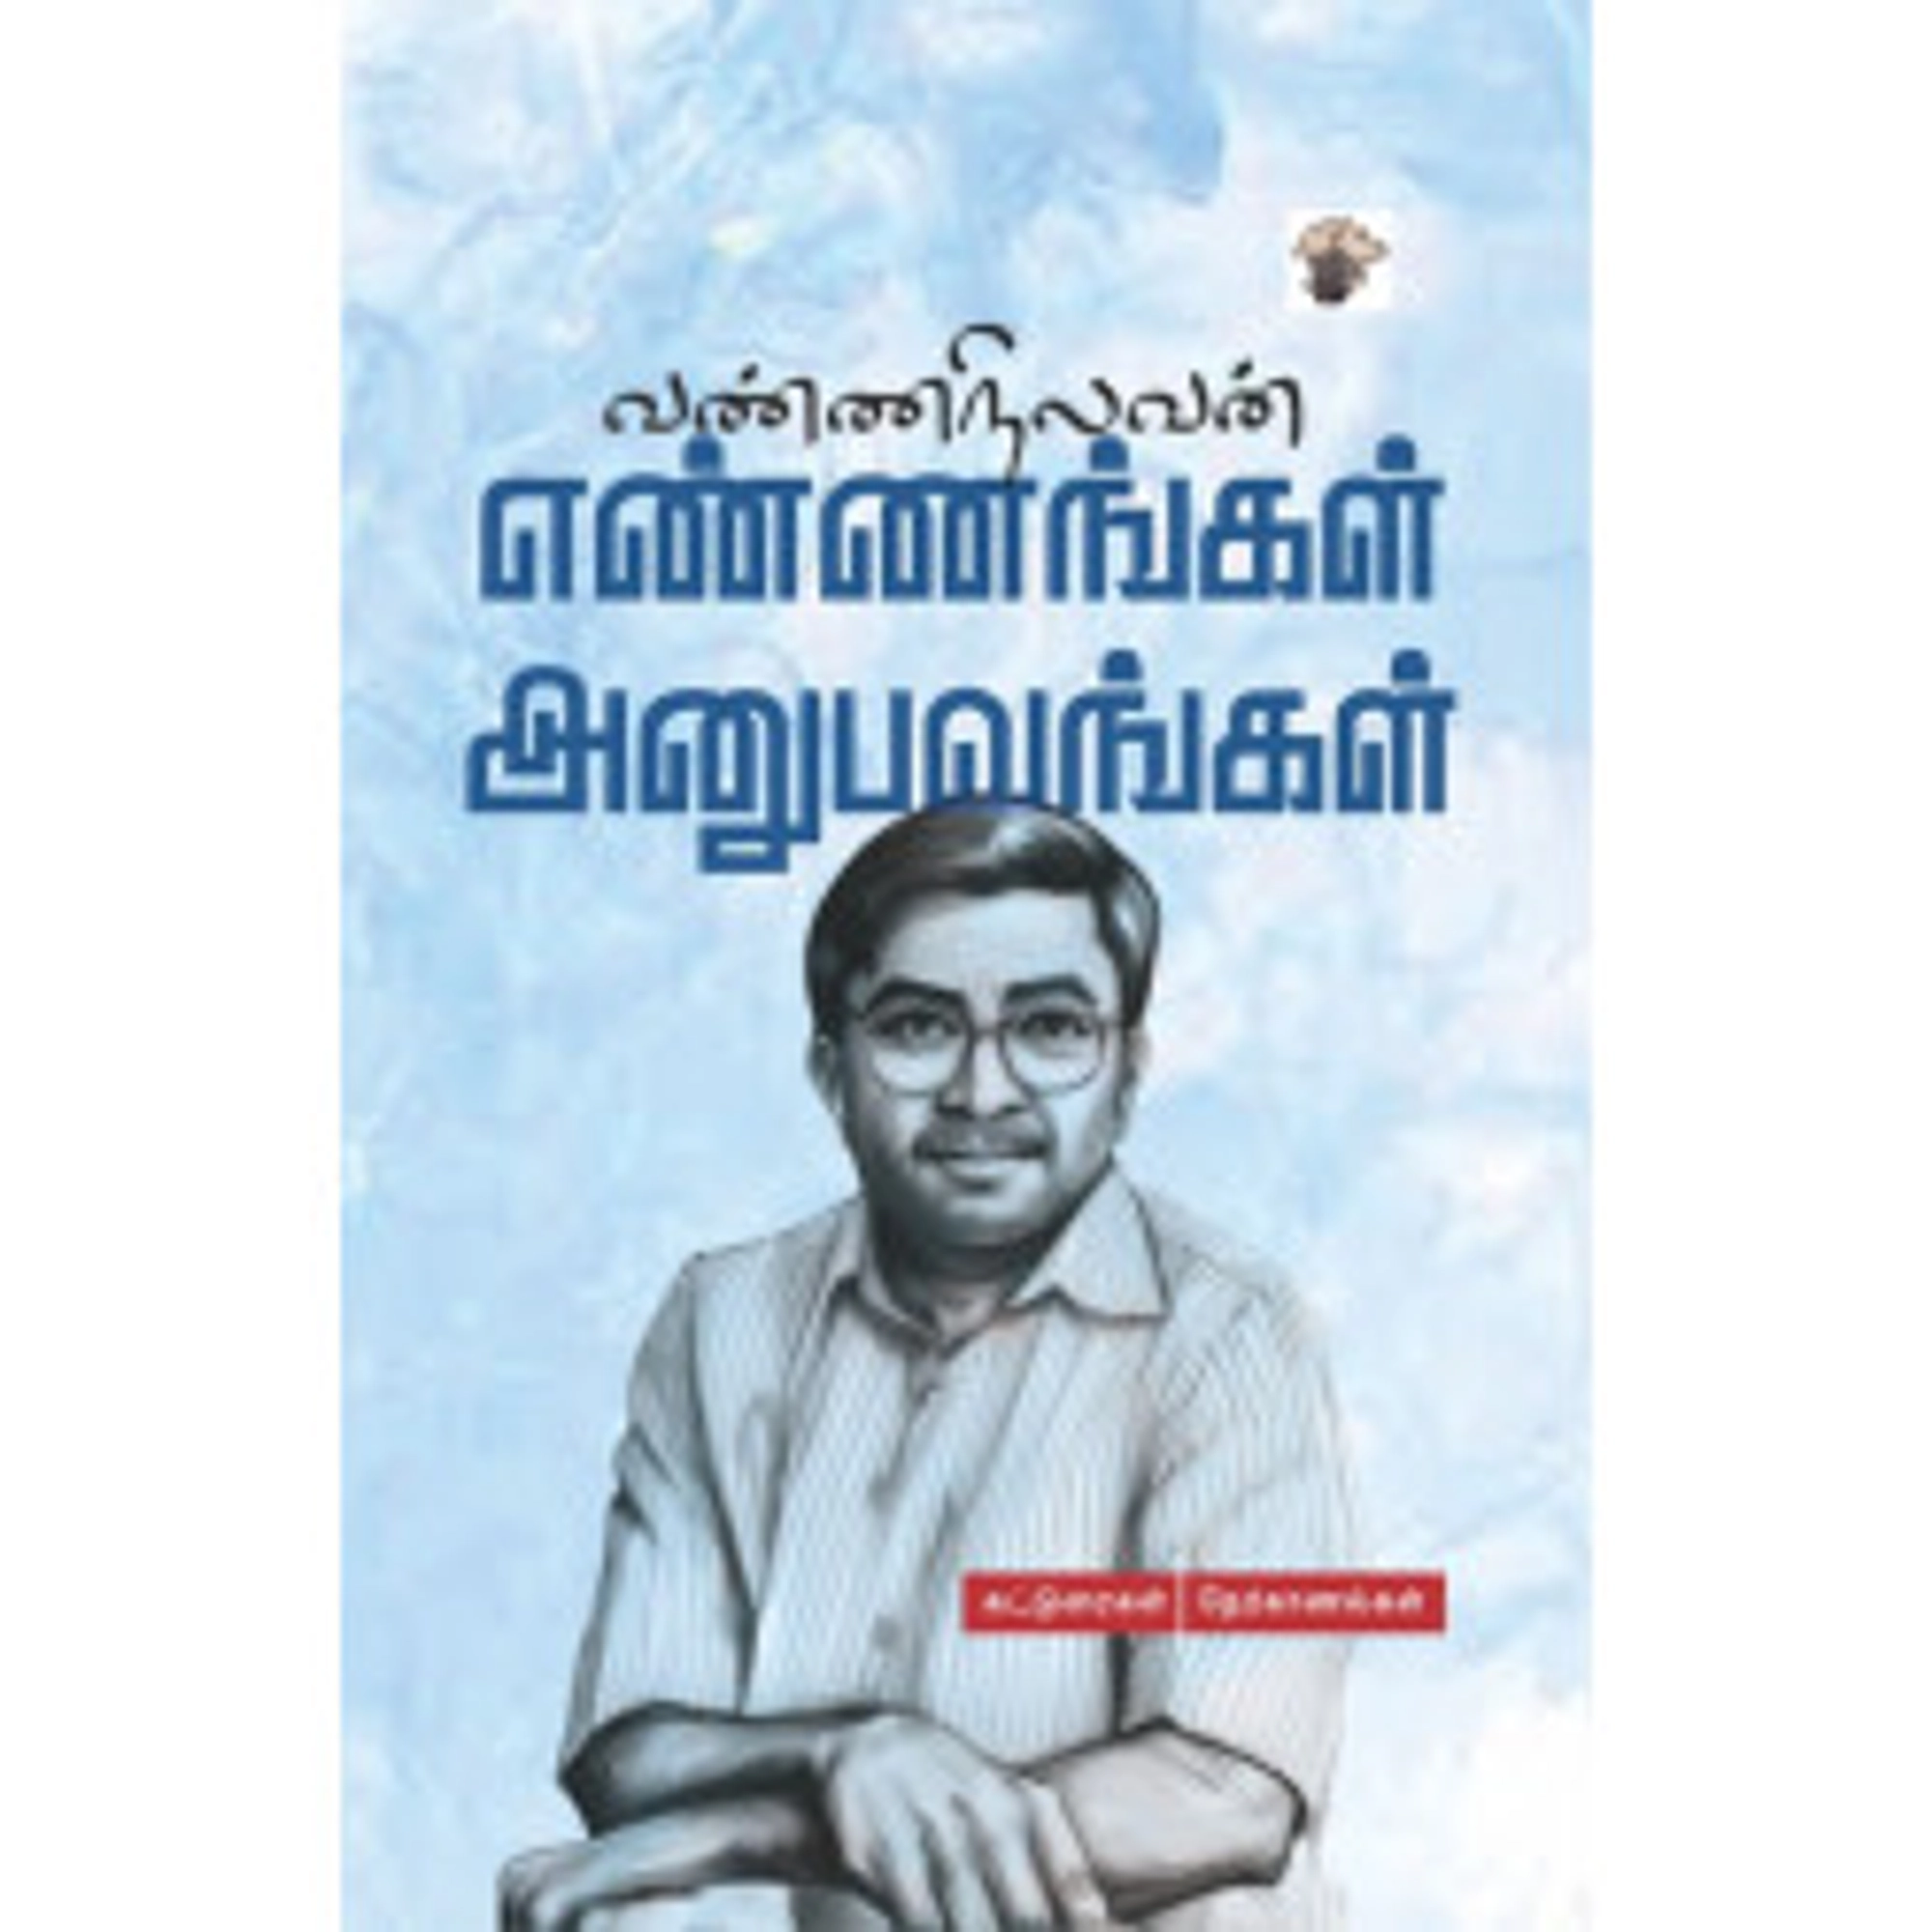 வண்ணநிலவன்
எண்ணங்கள்
அனுபவங்கள்
கட்டுரைகள் நேர்காணல்கள்